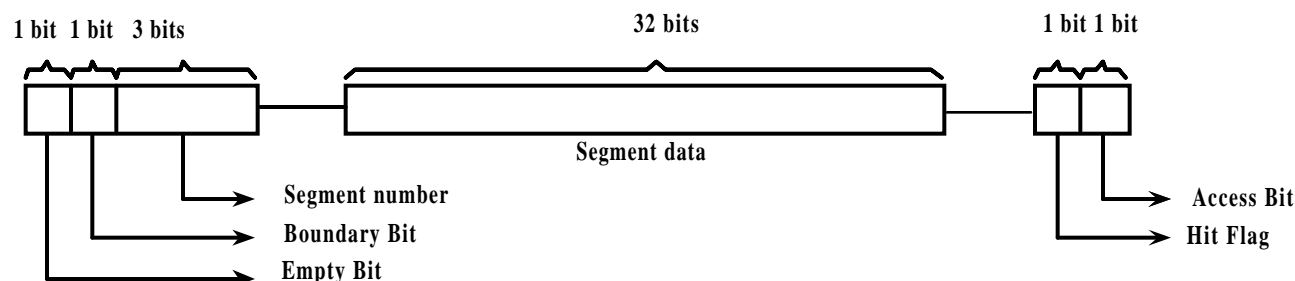 1 bit 1 bit 3 bits 32 bits 1 bit 1 bit
Segment data
Segment number Access Bit
Boundary Bit Hit Flag
Empty Bit